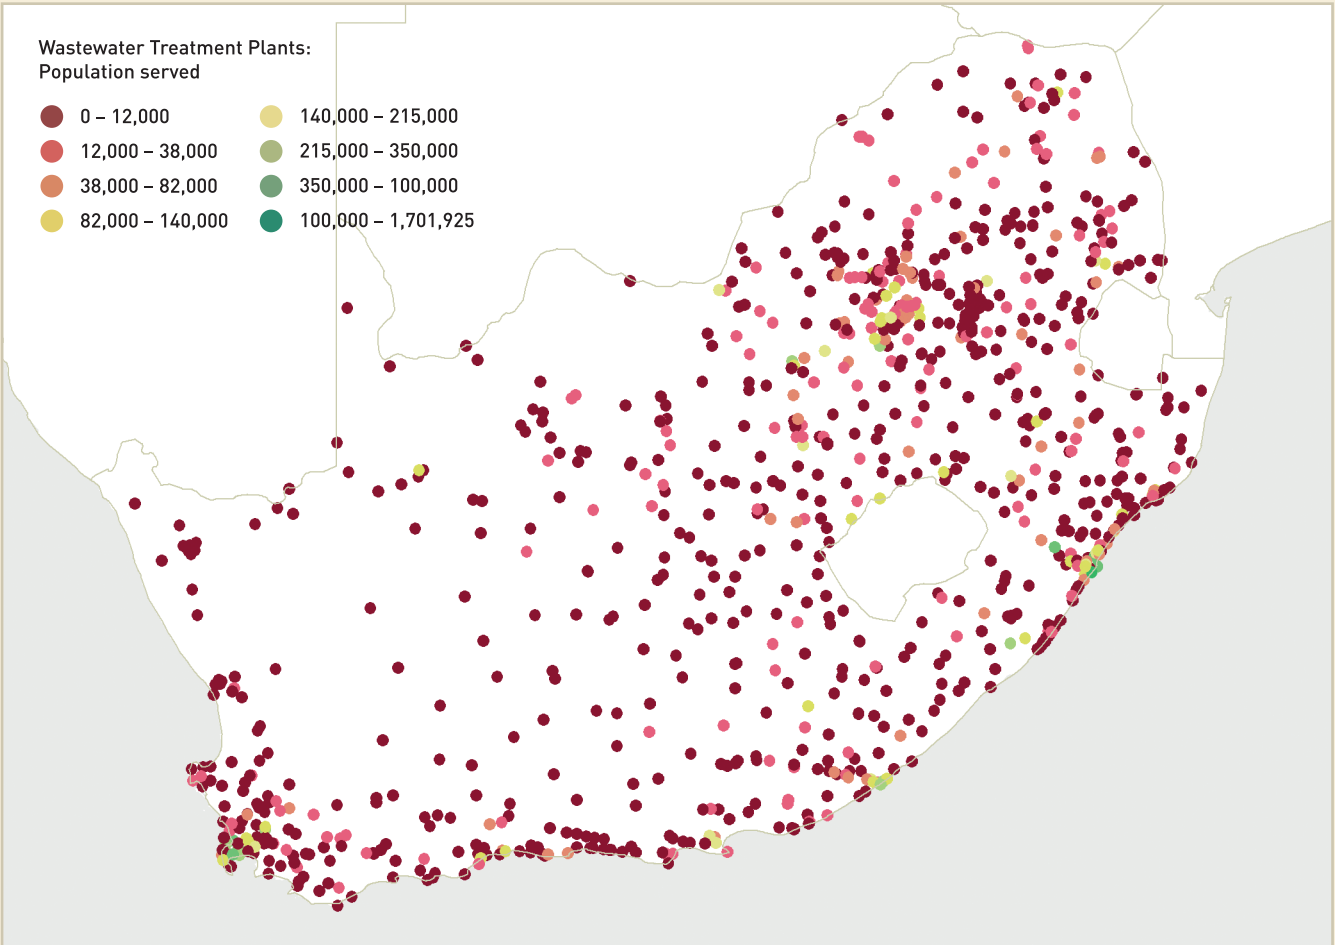 Wastewater Treatment Plants:
Population served
0 – 12,000
12,000 – 38,000
38,000 – 82,000
82,000 – 140,000
140,000 – 215,000
215,000 – 350,000
350,000 – 100,000
100,000 – 1,701,925